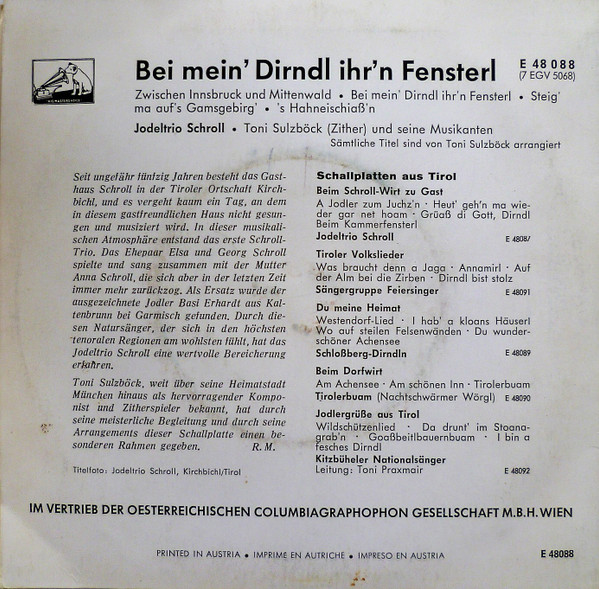 Bei mein' Dirndl ihr'n Fensterl
E 48 088
(7 EGV 5068)
Zwischen Innsbruck und Mittenwald • Bei mein' Dirndl ihr'n Fensterl • Steig'
ma auf's Gamsgebirg' • 's Hahneischiaß'n
Jodeltrio Schroll • Toni Sulzböck (Zither) und seine Musikanten
Sämtliche Titel sind von Toni Sulzböck arrangiert
Seit ungefähr fünfzig Jahren besteht das Gast-
haus Schroll in der Tiroler Ortschaft Kirch-
bichl, und es vergeht kaum ein Tag, an dem
in diesem gastfreundlichen Haus nicht gesun-
gen und musiziert wird. In dieser musikali-
schen Atmosphäre entstand das erste Schroll-
Trio. Das Ehepaar Elsa und Georg Schroll
spielte und sang zusammen mit der Mutter
Anna Schroll, die sich aber in der letzten Zeit
immer mehr zurückzog. Als Ersatz wurde der
ausgezeichnete Jodler Basi Erhardt aus Kal-
tenbrunn bei Garmisch gefunden. Durch die-
sen Natursänger, der sich in den höchsten
tenoralen Regionen am wohlsten fühlt, hat das
Jodeltrio Schroll eine wertvolle Bereicherung
erfahren.
Toni Sulzböck, weit über seine Heimatstadt
München hinaus als hervorragender Kompo-
nist und Zitherspieler bekannt, hat durch
seine meisterliche Begleitung und durch seine
Arrangements dieser Schallplatte einen be-
sonderen Rahmen gegeben. R. M.
Titelfoto: Jodeltrio Schroll, Kirchbichl/Tirol
Schallplatten aus Tirol
Beim Schroll-Wirt zu Gast
A Jodler zum Juchz'n · Heut' geh'n ma wie-
der gar net hoam · Grüaß di Gott, Dirndl
Beim Kammerfensterl
Jodeltrio Schroll E 48087
Tiroler Volkslieder
Was braucht denn a Jaga · Annamirl · Auf
der Alm bei die Zirben · Dirndl bist stolz
Sängergruppe Feiersinger E 48091
Du meine Heimat
Westendorf-Lied · I hab' a kloans Häuserl
Wo auf steilen Felsenwänden · Du wunder-
schöner Achensee
Schloßberg-Dirndln E 48089
Beim Dorfwirt
Am Achensee · Am schönen Inn · Tirolerbuam
Tirolerbuam (Nachtschwärmer Wörgl) E 48090
Jodlergrüße aus Tirol
Wildschützenlied · Da drunt' im Stoana-
grab'n · Goaßbeitlbauernbuam · I bin a
fesches Dirndl
Kitzbüheler Nationalsänger
Leitung: Toni Praxmair E 48092
IM VERTRIEB DER OESTERREICHISCHEN COLUMBIAGRAPHOPHON GESELLSCHAFT M.B.H. WIEN
PRINTED IN AUSTRIA • IMPRIME EN AUTRICHE • IMPRESO EN AUSTRIA
E 48088